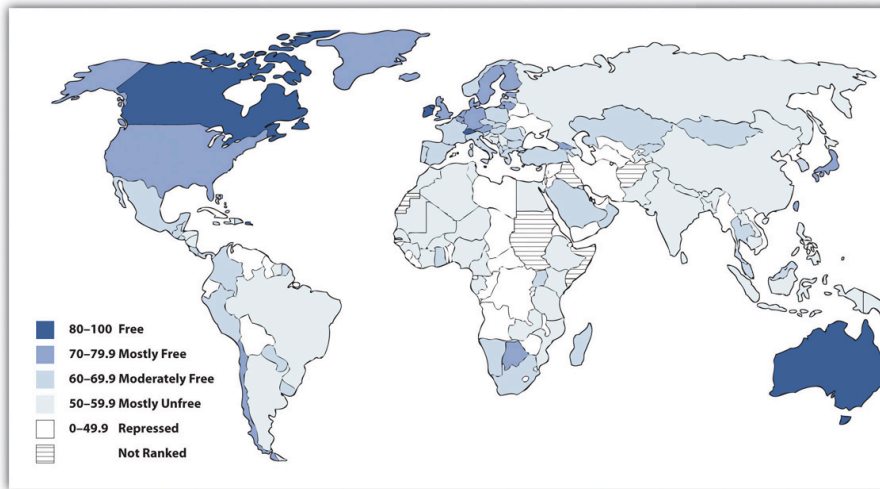 80–100 Free
70–79.9 Mostly Free
60–69.9 Moderately Free
50–59.9 Mostly Unfree
0–49.9 Repressed
Not Ranked